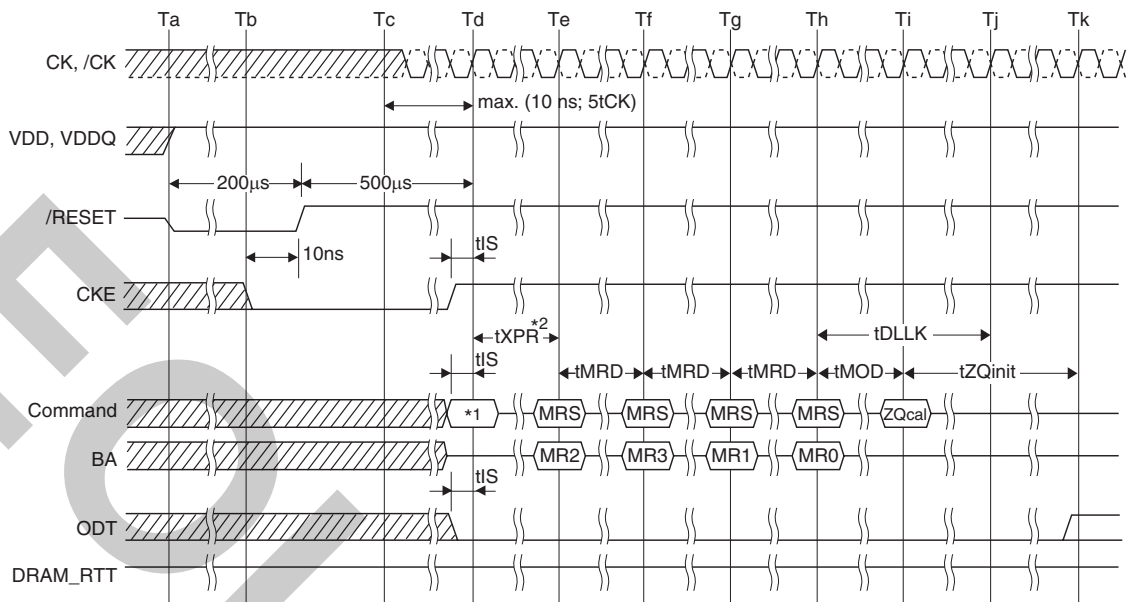 Ta Tb Tc Td Te Tf Tg Th Ti Tj Tk
CK, /CK
max. (10 ns; 5tCK)
VDD, VDDQ
200μs 500μs
/RESET
10ns tIS
CKE
tXPR*2 tDLLK
tIS tMRD tMRD tMRD tMOD tZQinit
Command *1 MRS MRS MRS MRS ZQcal
BA MR2 MR3 MR1 MR0
tIS
ODT
DRAM_RTT